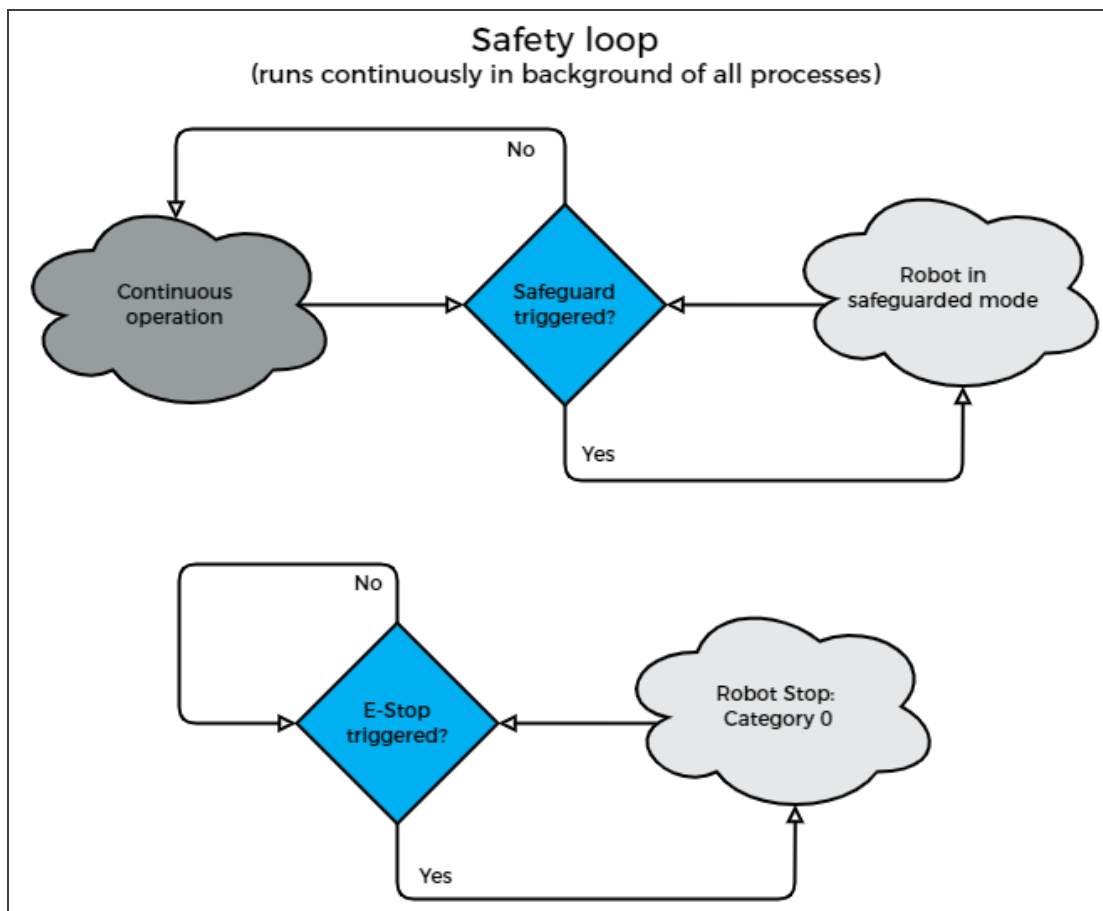 Safety loop
(runs continuously in background of all processes)
No
Continuous
operation
Safeguard
triggered?
Robot in
safeguarded mode
Yes
No
E-Stop
triggered?
Robot Stop:
Category 0
Yes